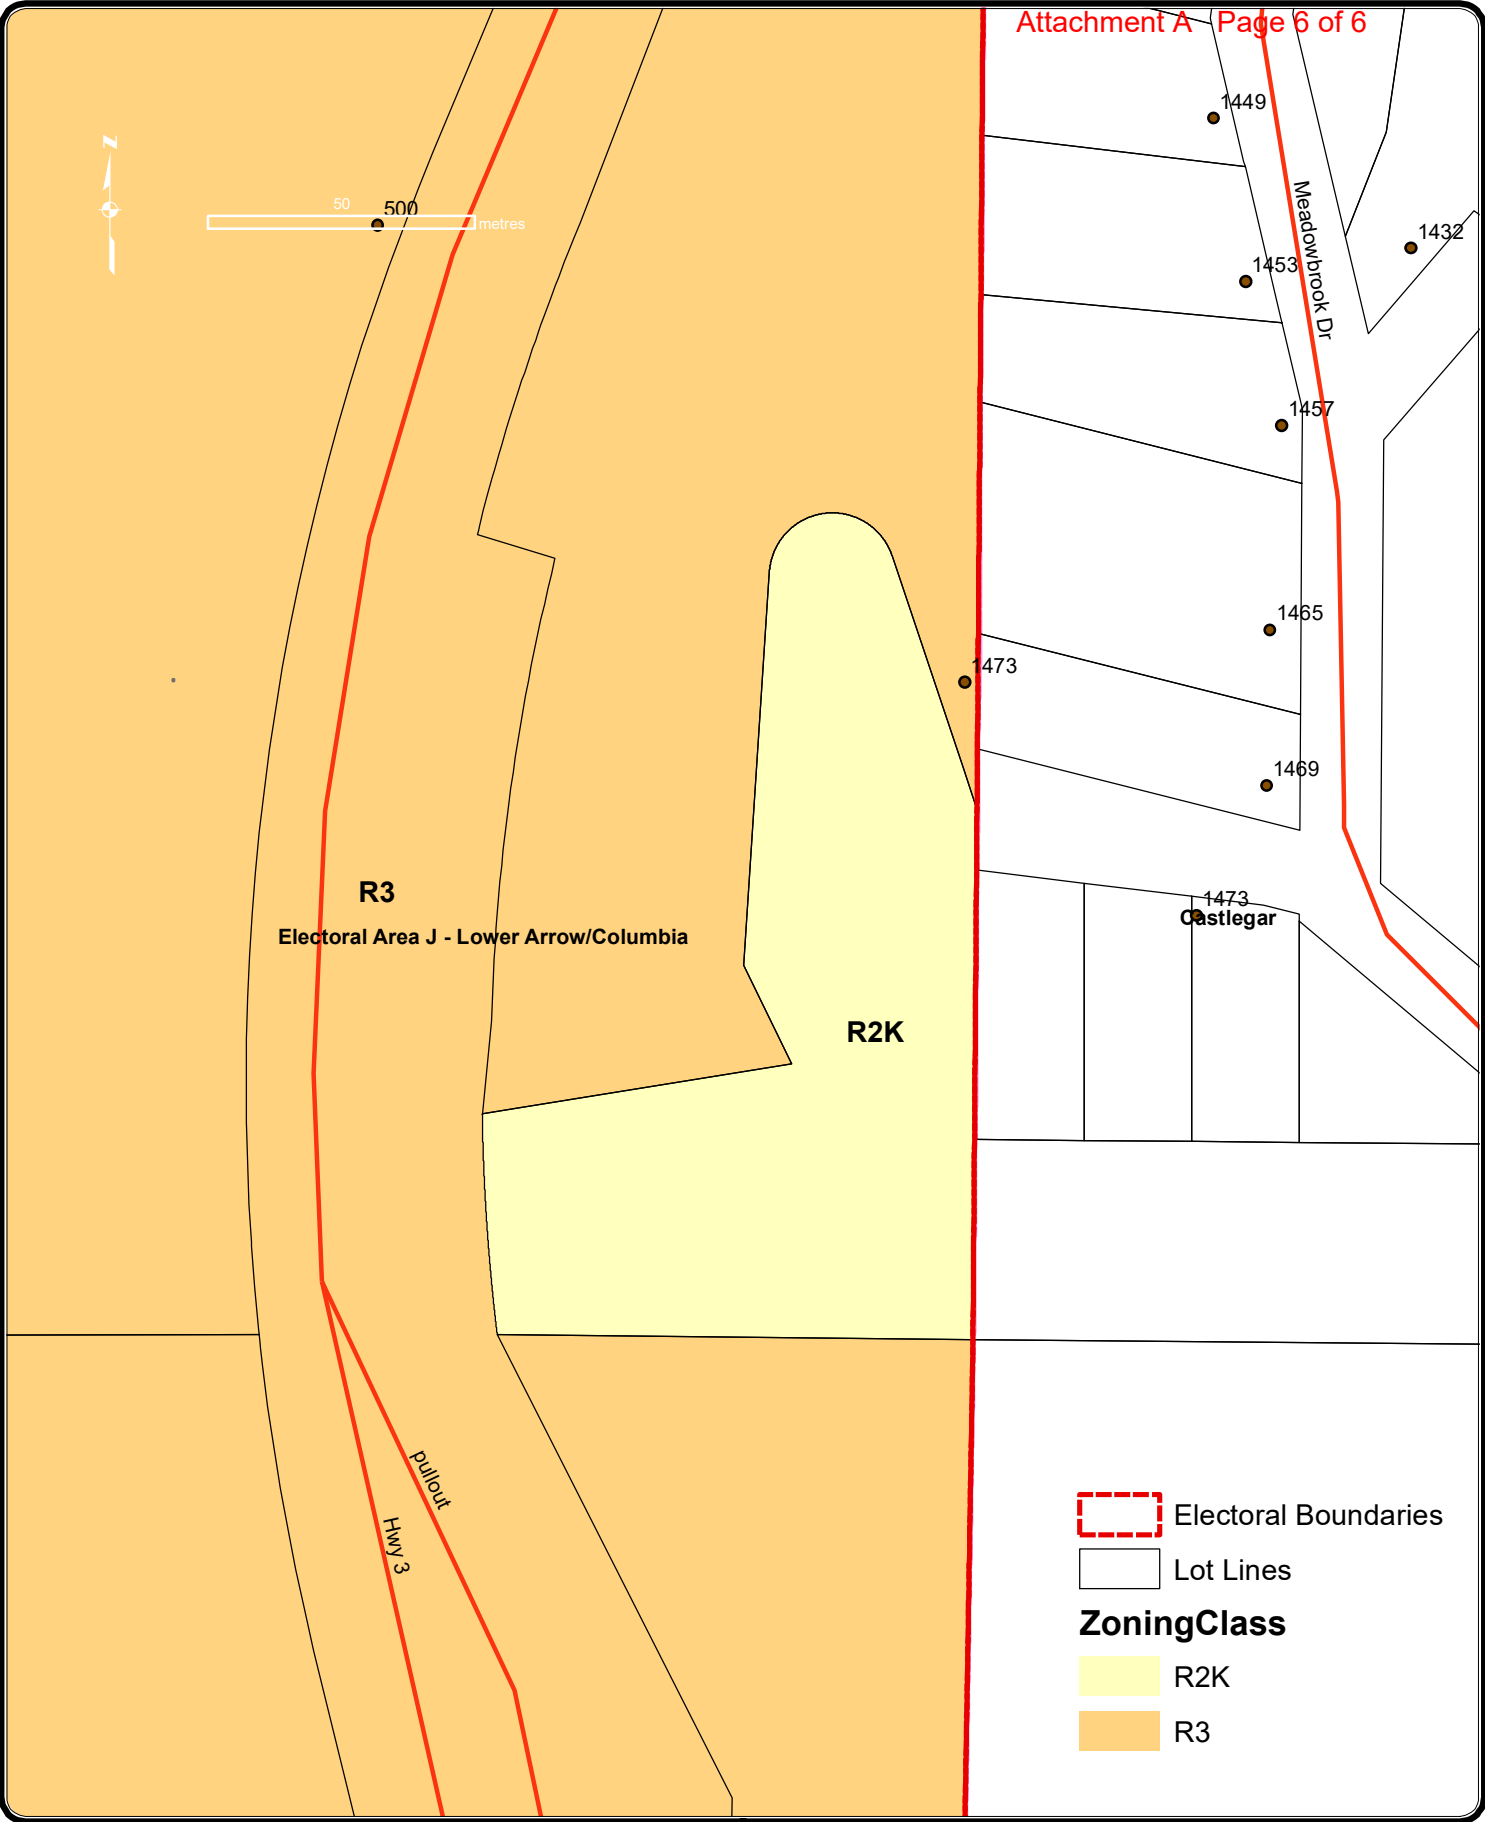 Attachment A   Page 6 of 6
1449
N
50
500
metres
Meadowbrook Dr
1432
1453
1457
1465
1473
1469
R3
1473
Castlegar
Electoral Area J - Lower Arrow/Columbia
R2K
pullout
Hwy 3
Electoral Boundaries
Lot Lines
ZoningClass
R2K
R3